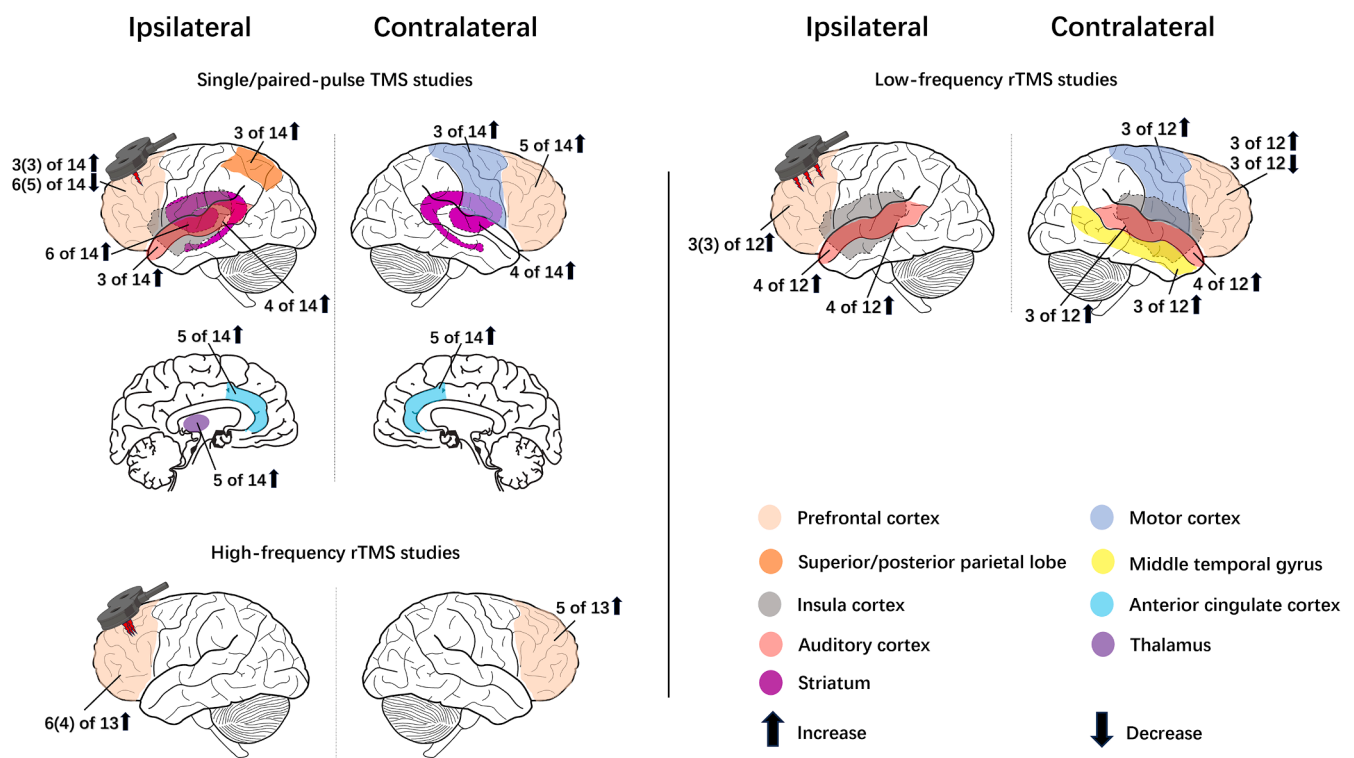 Ipsilateral
Contralateral
Single/paired-pulse TMS studies
3 of 14
3(3) of 14
6(5) of 14
6 of 14
3 of 14
4 of 14
3 of 14
5 of 14
4 of 14
5 of 14
5 of 14
5 of 14
High-frequency rTMS studies
6(4) of 13
5 of 13
Ipsilateral
Contralateral
Low-frequency rTMS studies
3(3) of 12
4 of 12
4 of 12
3 of 12
3 of 12
3 of 12
4 of 12
3 of 12
3 of 12
Prefrontal cortex
Superior/posterior parietal lobe
Insula cortex
Auditory cortex
Striatum
Increase
Motor cortex
Middle temporal gyrus
Anterior cingulate cortex
Thalamus
Decrease